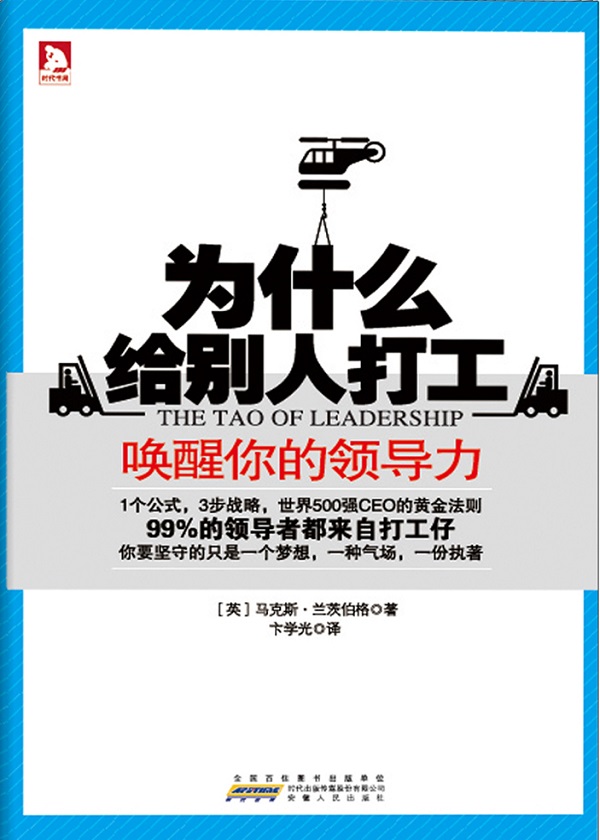 时代书局
为什么
给别人打工
THE TAO OF LEADERSHIP
唤醒你的领导力
1个公式，3步战略，世界500强CEO的黄金法则
99%的领导者都来自打工仔
你要坚守的只是一个梦想，一种气场，一份执著
［英］马克斯·兰茨伯格◎著
卞学光◎译
全国百佳图书出版单位
时代出版传媒股份有限公司
安徽人民出版社